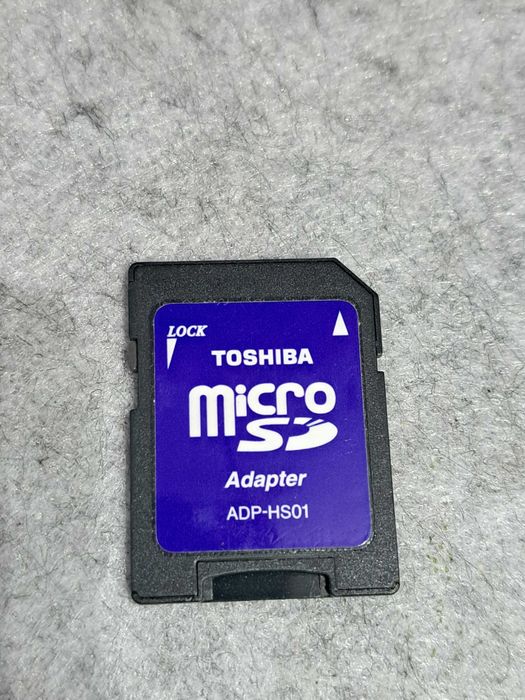 LOCK
TOSHIBA
micro
SD
Adapter
ADP-HS01